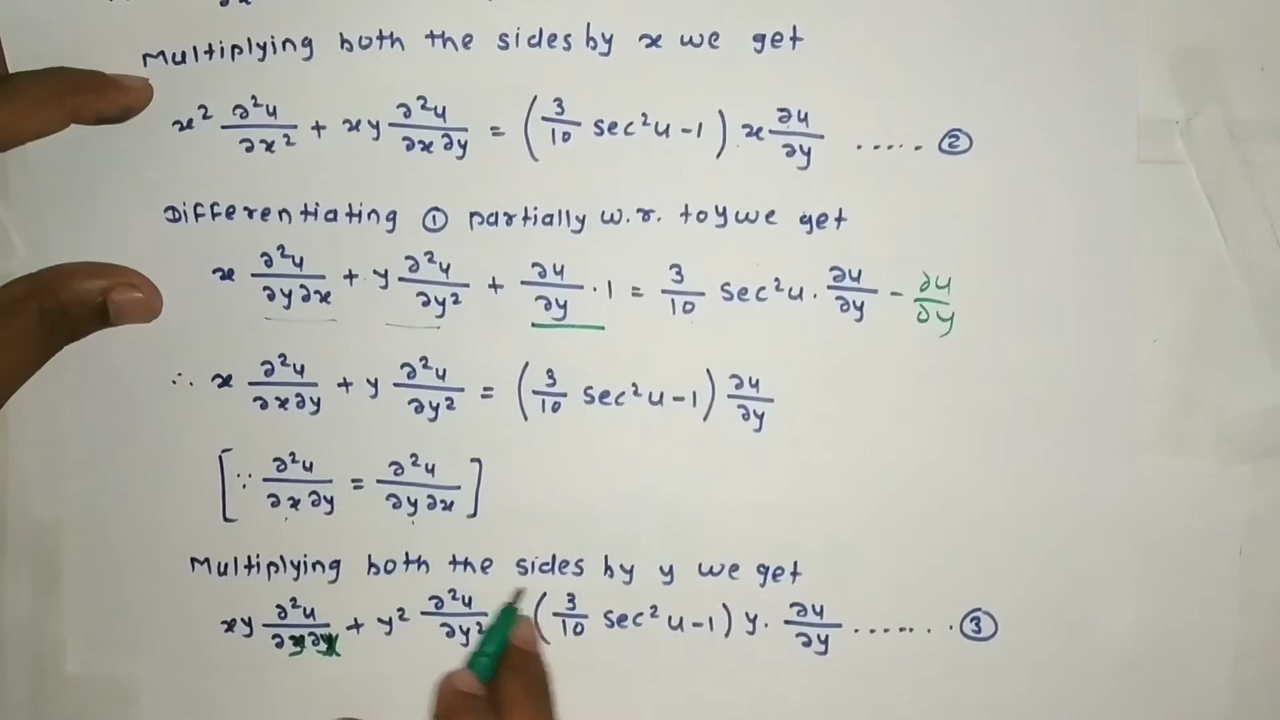 Multiplying both the sides by x we get
x² ∂²u/∂x² + xy ∂²u/∂x∂y = (3/10 sec²u - 1) x ∂u/∂y ..... ②
Differentiating ① partially w.r. to y we get
x ∂²u/∂y∂x + y ∂²u/∂y² + ∂u/∂y · 1 = 3/10 sec²u · ∂u/∂y - ∂u/∂y
∴ x ∂²u/∂x∂y + y ∂²u/∂y² = (3/10 sec²u - 1) ∂u/∂y
[∵ ∂²u/∂x∂y = ∂²u/∂y∂x]
Multiplying both the sides by y we get
xy ∂²u/∂x∂y + y² ∂²u/∂y² (3/10 sec²u - 1) y · ∂u/∂y ....... ③